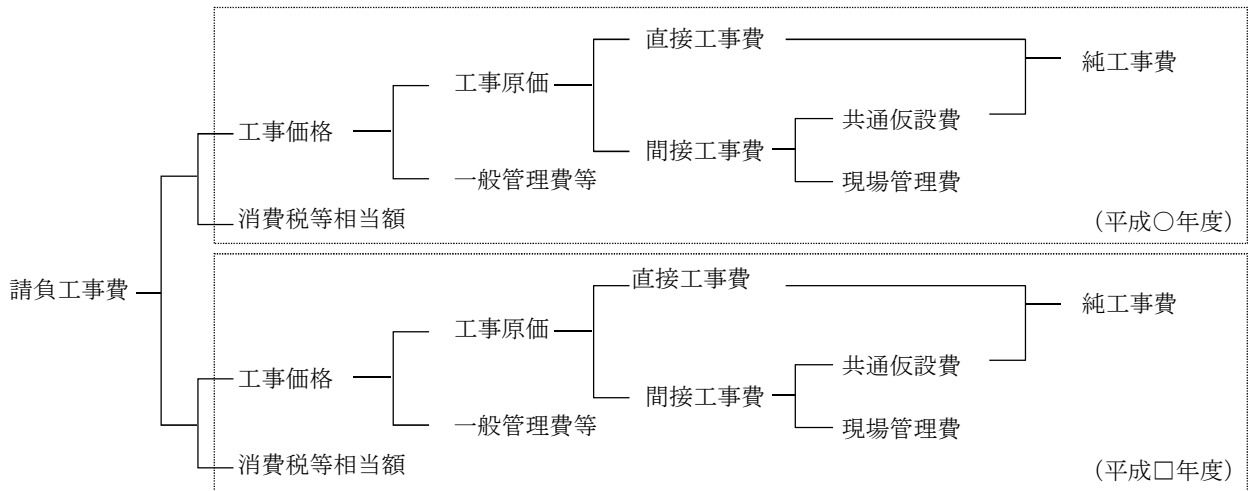 直接工事費
純工事費
工事原価
共通仮設費
工事価格
間接工事費
一般管理費等
現場管理費
消費税等相当額
(平成○年度)
請負工事費
直接工事費
純工事費
工事原価
共通仮設費
工事価格
間接工事費
一般管理費等
現場管理費
消費税等相当額
(平成□年度)